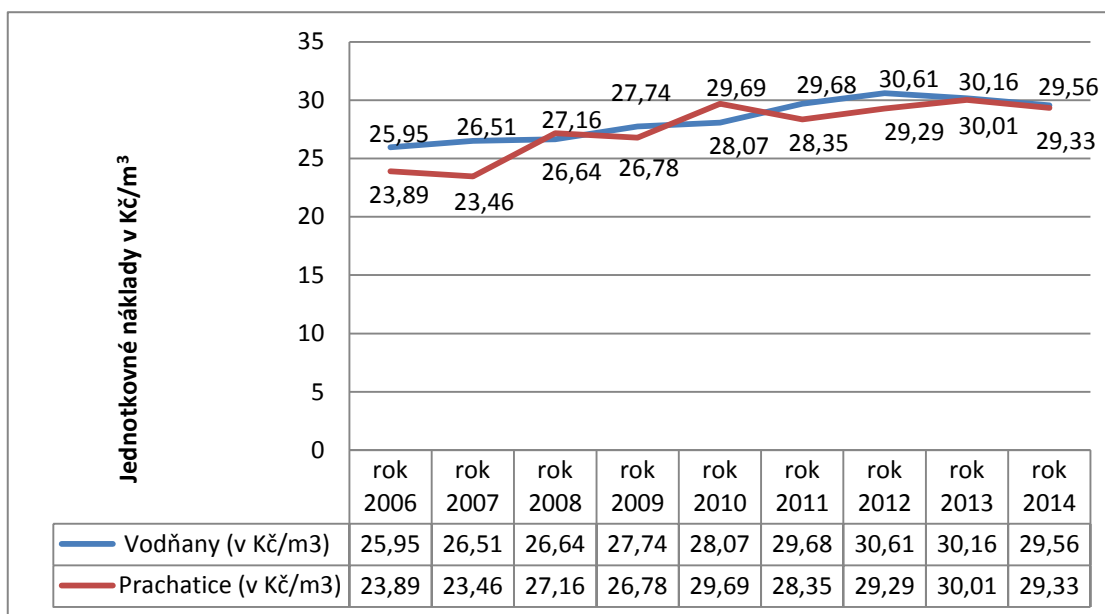 Jednotkovné náklady v Kč/m³
35
30
25
20
15
10
5
0
25,95 26,51 27,16 27,74 29,69 29,68 30,61 30,16 29,56
23,89 23,46 26,64 26,78 28,07 28,35 29,29 30,01 29,33
rok 2006 rok 2007 rok 2008 rok 2009 rok 2010 rok 2011 rok 2012 rok 2013 rok 2014
Vodňany (v Kč/m3) 25,95 26,51 26,64 27,74 28,07 29,68 30,61 30,16 29,56
Prachatice (v Kč/m3) 23,89 23,46 27,16 26,78 29,69 28,35 29,29 30,01 29,33